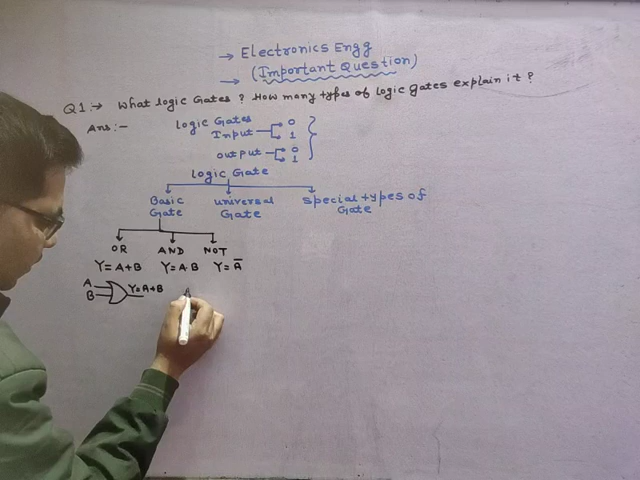 → Electronics Engg
→ (Important Question)
Q1:→ What logic Gates ? How many types of logic gates explain it ?
Ans:- logic Gates
Input 0
1
output 0
1
logic Gate
Basic Gate universal Gate special types of Gate
OR AND NOT
Y=A+B Y=A·B Y=A̅
A
B Y=A+B A